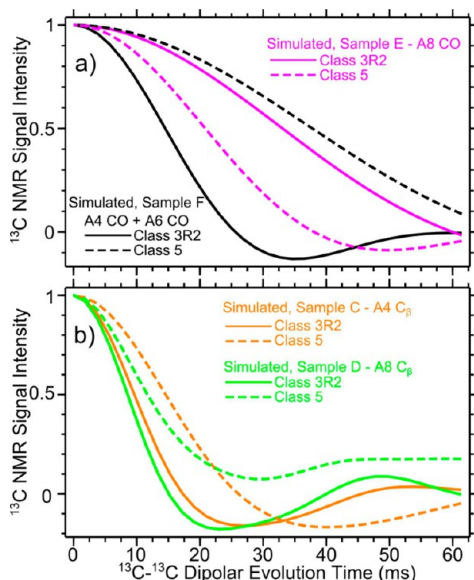 a)
Simulated, Sample E - A8 CO
Class 3R2
Class 5
Simulated, Sample F
A4 CO + A6 CO
Class 3R2
Class 5
¹³C NMR Signal Intensity
1
0.5
0
b)
Simulated, Sample C - A4 Cβ
Class 3R2
Class 5
Simulated, Sample D - A8 Cβ
Class 3R2
Class 5
¹³C NMR Signal Intensity
1
0.5
0
0 10 20 30 40 50 60
¹³C-¹³C Dipolar Evolution Time (ms)